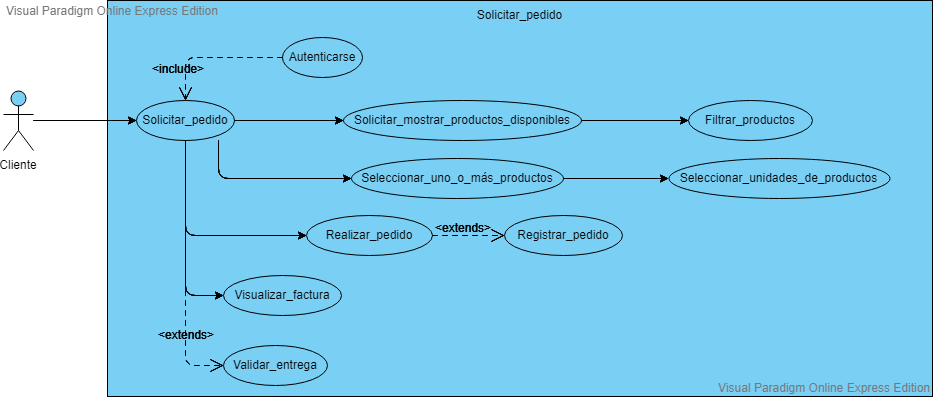 Visual Paradigm Online Express Edition
Solicitar_pedido
Autenticarse
<include>
Cliente
Solicitar_pedido
Solicitar_mostrar_productos_disponibles
Filtrar_productos
Seleccionar_uno_o_más_productos
Seleccionar_unidades_de_productos
Realizar_pedido
<extends>
Registrar_pedido
Visualizar_factura
<extends>
Validar_entrega
Visual Paradigm Online Express Edition